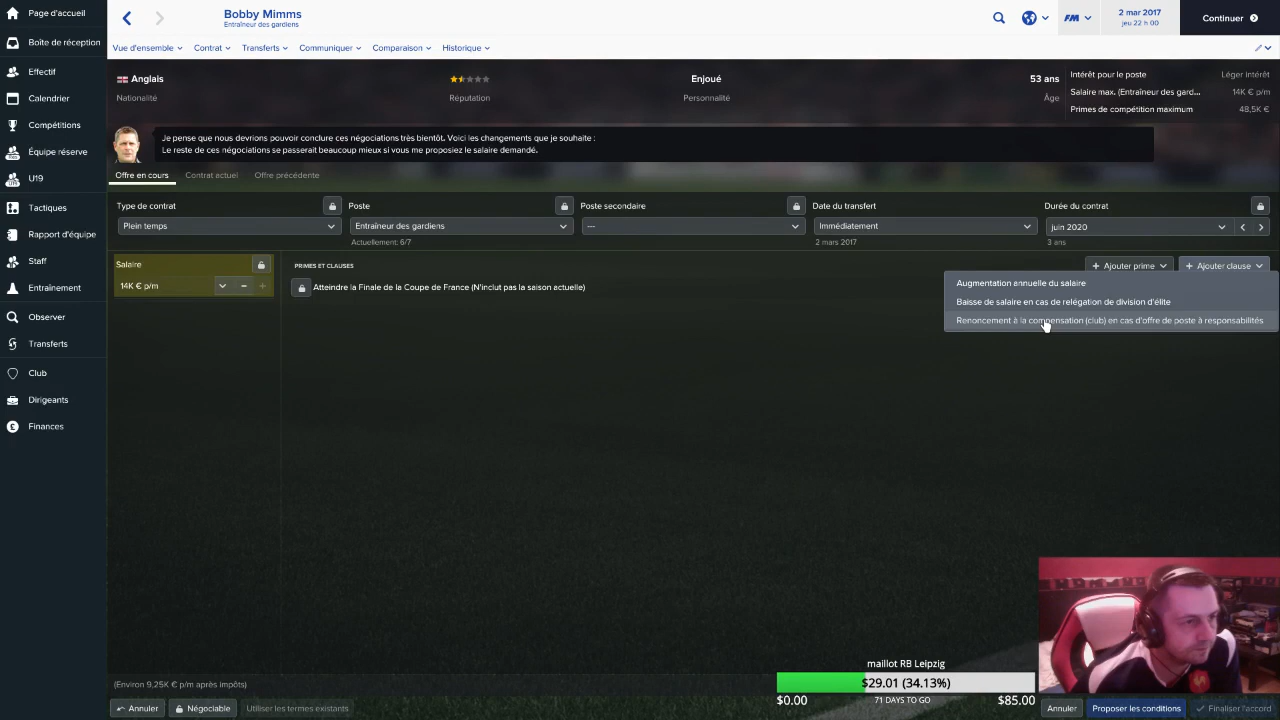 Page d'accueil
Boîte de réception
Effectif
Calendrier
Compétitions
Équipe réserve
U19
Tactiques
Rapport d'équipe
Staff
Entraînement
Observer
Transferts
Club
Dirigeants
Finances
Bobby Mimms
Entraîneur des gardiens
FM
2 mar 2017
jeu 22 h 00
Continuer
Vue d'ensemble
Contrat
Transferts
Communiquer
Comparaison
Historique
Anglais
Nationalité
Réputation
Enjoué
Personnalité
53 ans
Âge
Intérêt pour le poste Léger intérêt
Salaire max. (Entraîneur des gard... 14K € p/m
Primes de compétition maximum 48,5K €
Je pense que nous devrions pouvoir conclure ces négociations très bientôt. Voici les changements que je souhaite :
Le reste de ces négociations se passerait beaucoup mieux si vous me proposiez le salaire demandé.
Offre en cours
Contrat actuel
Offre précédente
Type de contrat
Plein temps
Poste
Entraîneur des gardiens
Actuellement: 6/7
Poste secondaire
---
Date du transfert
Immédiatement
2 mars 2017
Durée du contrat
juin 2020
3 ans
Salaire
14K € p/m
PRIMES ET CLAUSES
Ajouter prime
Ajouter clause
Atteindre la Finale de la Coupe de France (N'inclut pas la saison actuelle)
Augmentation annuelle du salaire
Baisse de salaire en cas de relégation de division d'élite
Renoncement à la compensation (club) en cas d'offre de poste à responsabilités
(Environ 9,25K € p/m après impôts)
Annuler
Négociable
Utiliser les termes existants
maillot RB Leipzig
$29.01 (34.13%)
$0.00
71 DAYS TO GO
$85.00
Annuler
Proposer les conditions
Finaliser l'accord